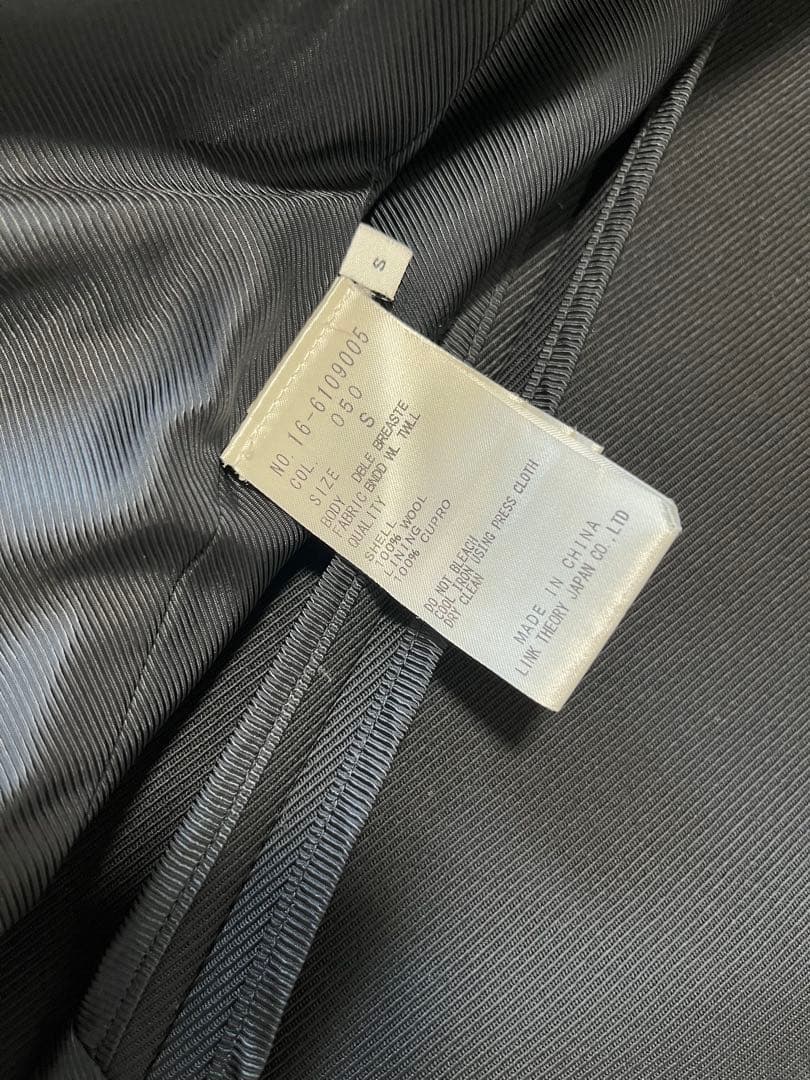 S
NO. 16-6109005
COL. 050
SIZE S
BODY DBLE BREASTE
FABRIC BNDD WL TWLL
QUALITY
SHELL
100% WOOL
LINING
100% CUPRO
DO NOT BLEACH
COOL IRON USING PRESS CLOTH
DRY CLEAN
MADE IN CHINA
LINK THEORY JAPAN CO.,LTD